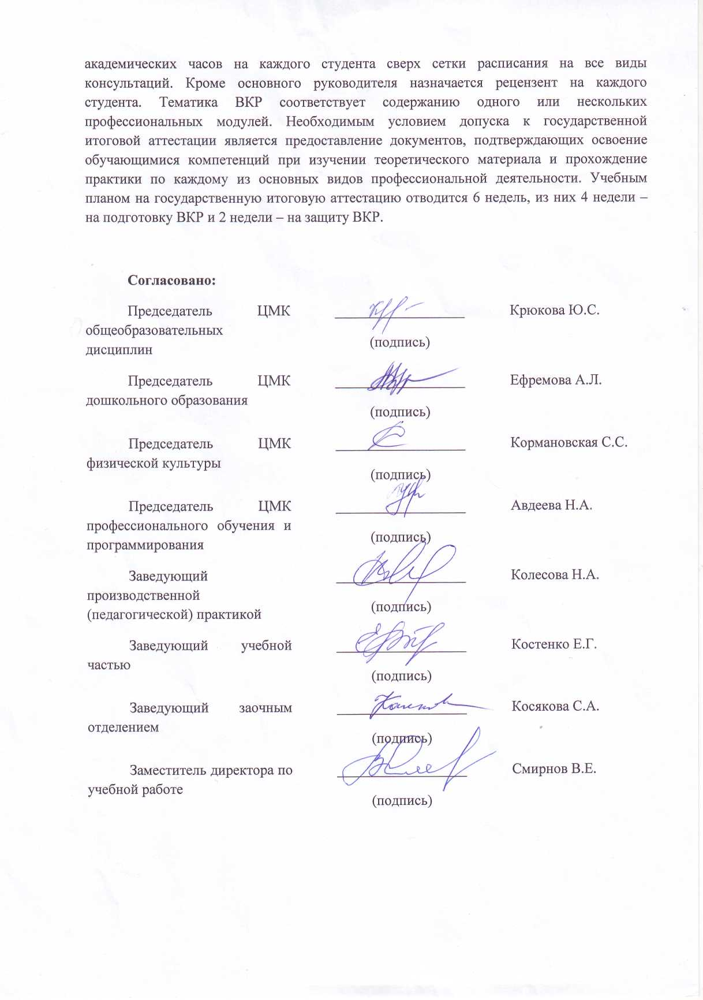 академических часов на каждого студента сверх сетки расписания на все виды
консультаций. Кроме основного руководителя назначается рецензент на каждого
студента. Тематика ВКР соответствует содержанию одного или нескольких
профессиональных модулей. Необходимым условием допуска к государственной
итоговой аттестации является предоставление документов, подтверждающих освоение
обучающимися компетенций при изучении теоретического материала и прохождение
практики по каждому из основных видов профессиональной деятельности. Учебным
планом на государственную итоговую аттестацию отводится 6 недель, из них 4 недели –
на подготовку ВКР и 2 недели – на защиту ВКР.
Согласовано:
Председатель ЦМК
общеобразовательных
дисциплин
(подпись)
Крюкова Ю.С.
Председатель ЦМК
дошкольного образования
(подпись)
Ефремова А.Л.
Председатель ЦМК
физической культуры
(подпись)
Кормановская С.С.
Председатель ЦМК
профессионального обучения и
программирования
(подпись)
Авдеева Н.А.
Заведующий
производственной
(педагогической) практикой
(подпись)
Колесова Н.А.
Заведующий учебной
частью
(подпись)
Костенко Е.Г.
Заведующий заочным
отделением
(подпись)
Косякова С.А.
Заместитель директора по
учебной работе
(подпись)
Смирнов В.Е.